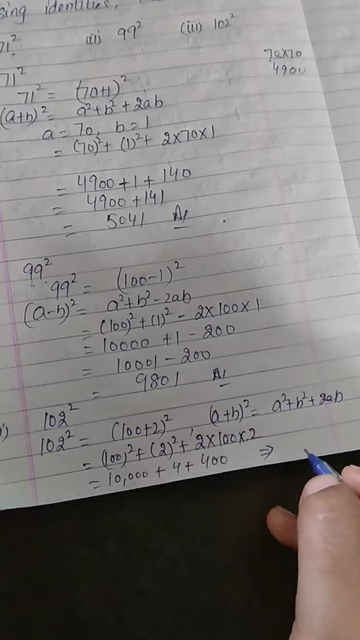 using identities,
71² (ii) 99² (iii) 102²
70×70
4900
71²
71² = (70+1)²
(a+b)² = a²+b²+2ab
a = 70, b = 1
= (70)² + (1)² + 2×70×1
= 4900 + 1 + 140
= 4900 + 141
= 5041 A
99²
99² = (100-1)²
(a-b)² = a²+b²-2ab
= (100)² + (1)² - 2×100×1
= 10000 + 1 - 200
= 10001 - 200
= 9801 A
) 102²
102² = (100+2)² (a+b)² = a²+b²+2ab
= (100)² + (2)² + 2×100×2
= 10,000 + 4 + 400 ⇒